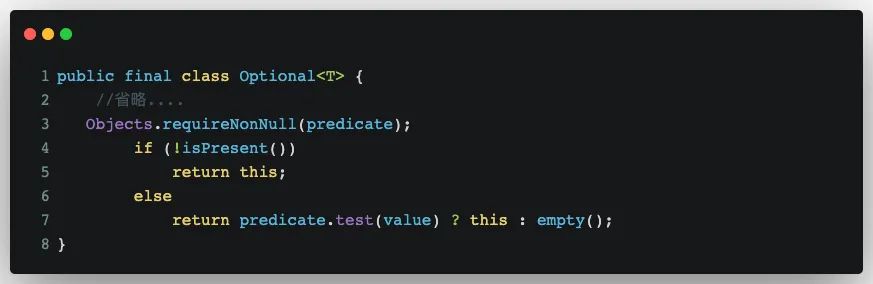 1 public final class Optional<T> {
2     //省略....
3    Objects.requireNonNull(predicate);
4         if (!isPresent())
5             return this;
6         else
7             return predicate.test(value) ? this : empty();
8 }